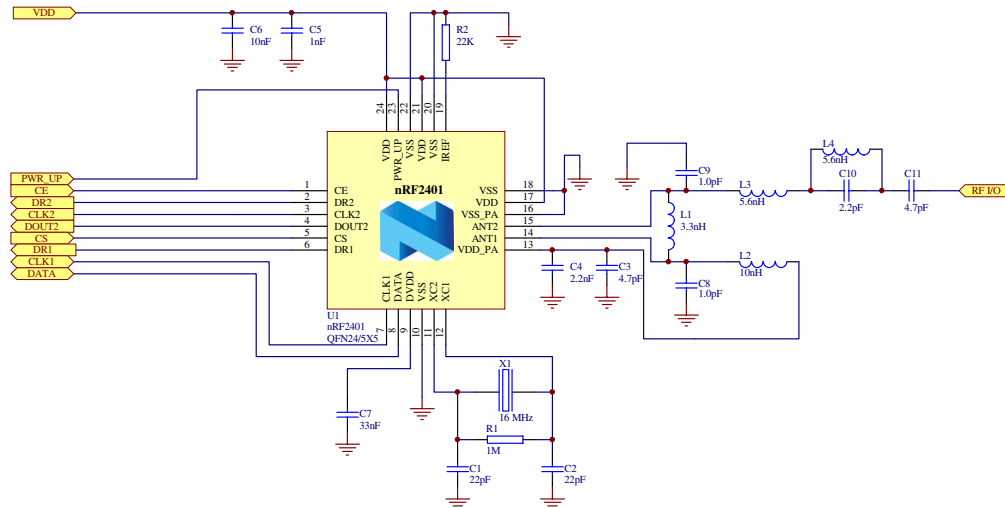 VDD
C6
10nF
C5
1nF
R2
22K
24
23
22
21
20
19
VDD
PWR_UP
VSS
VDD
VSS
IREF
nRF2401
PWR_UP
CE
DR2
CLK2
DOUT2
CS
DR1
CLK1
DATA
1
2
3
4
5
6
CE
DR2
CLK2
DOUT2
CS
DR1
VSS
VDD
VSS_PA
ANT2
ANT1
VDD_PA
18
17
16
15
14
13
CLK1
DATA
DVDD
VSS
XC2
XC1
7
8
9
10
11
12
U1
nRF2401
QFN24/5X5
C9
1.0pF
L3
5.6nH
L4
5.6nH
C10
2.2pF
C11
4.7pF
RF I/O
L1
3.3nH
L2
10nH
C4
2.2nF
C3
4.7pF
C8
1.0pF
C7
33nF
X1
16 MHz
R1
1M
C1
22pF
C2
22pF